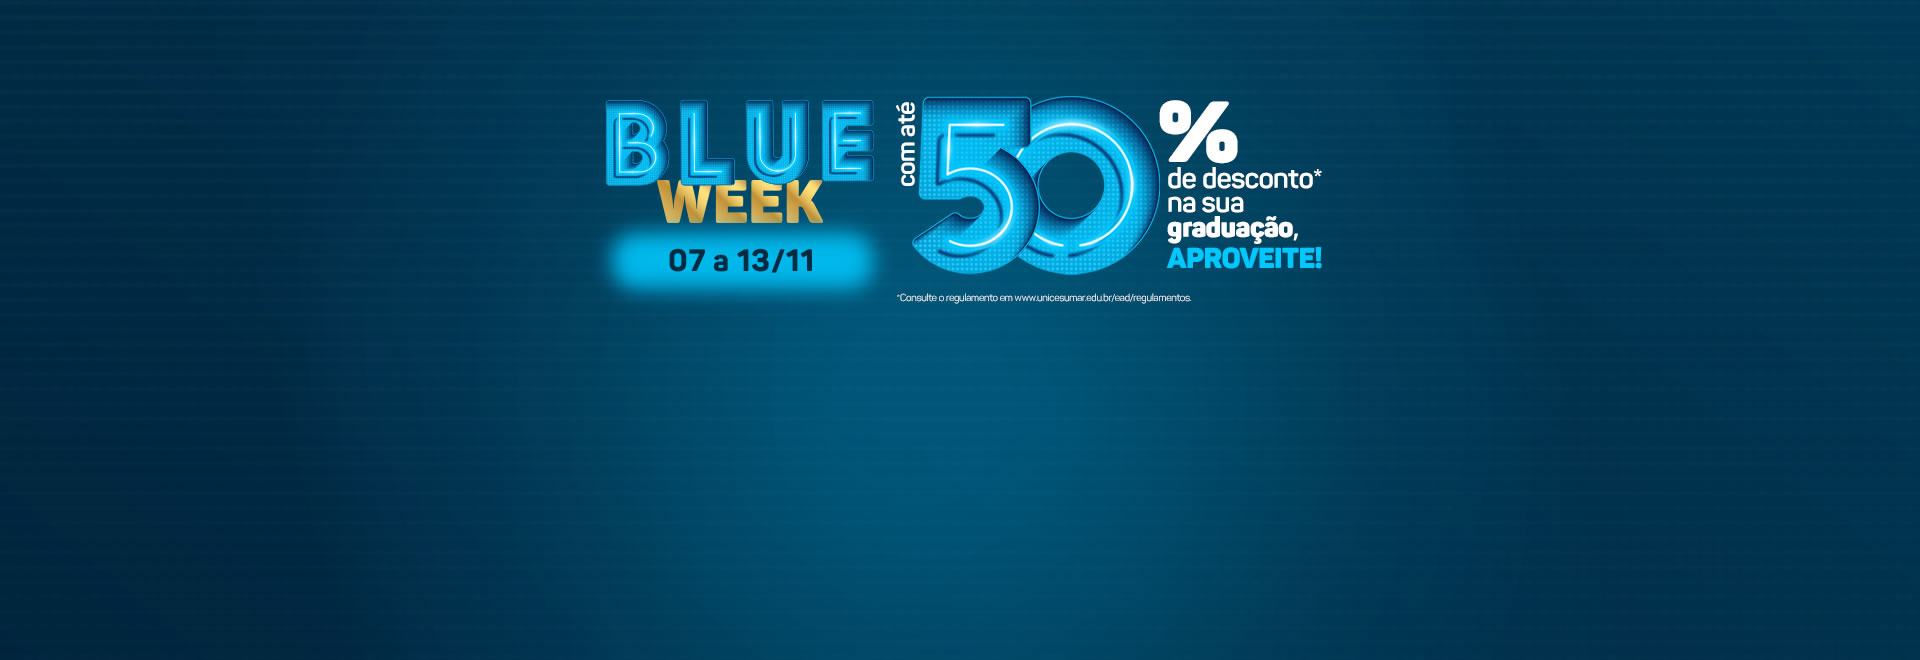 BLUE
WEEK
07 a 13/11
com até
50%
de desconto*
na sua
graduação,
APROVEITE!
*Consulte o regulamento em www.unicesumar.edu.br/ead/regulamentos.